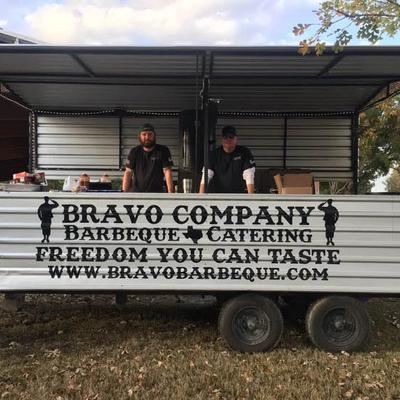 BRAVO COMPANY
BARBEQUE CATERING
FREEDOM YOU CAN TASTE
WWW.BRAVOBARBEQUE.COM